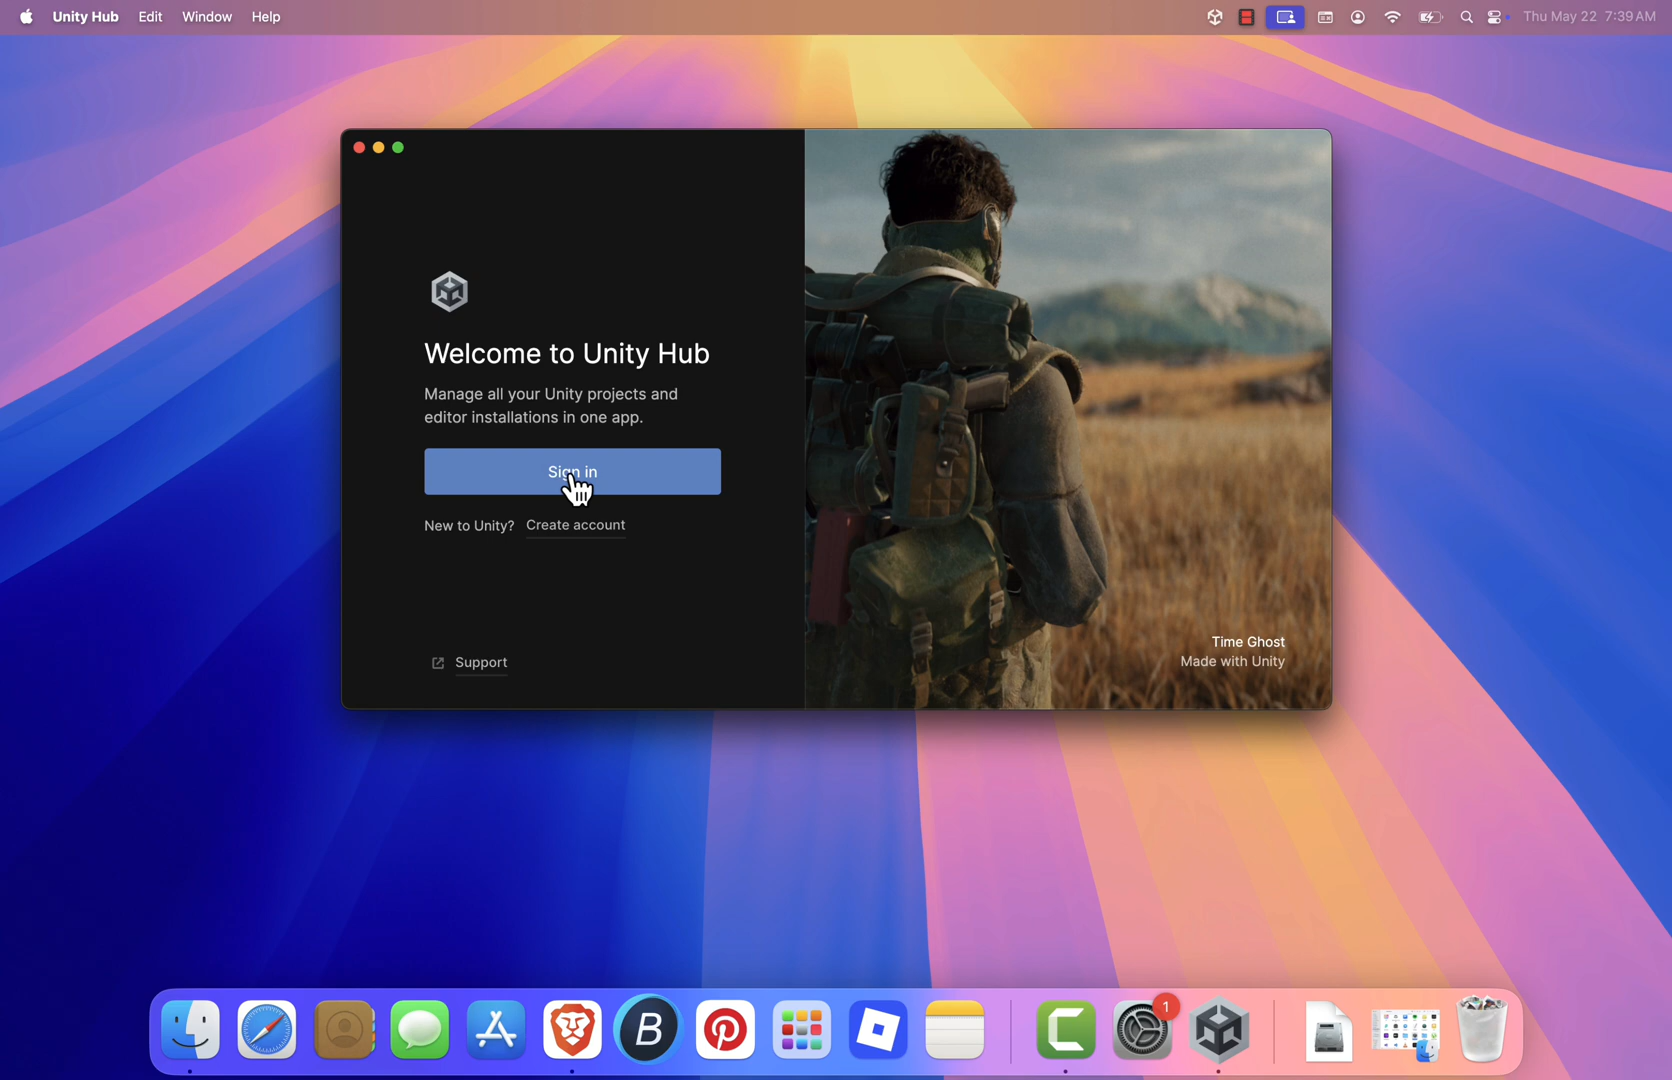 Unity Hub Edit Window Help Thu May 22 7:39 AM
Welcome to Unity Hub
Manage all your Unity projects and
editor installations in one app.
Sign in
New to Unity? Create account
Support
Time Ghost
Made with Unity
B
1